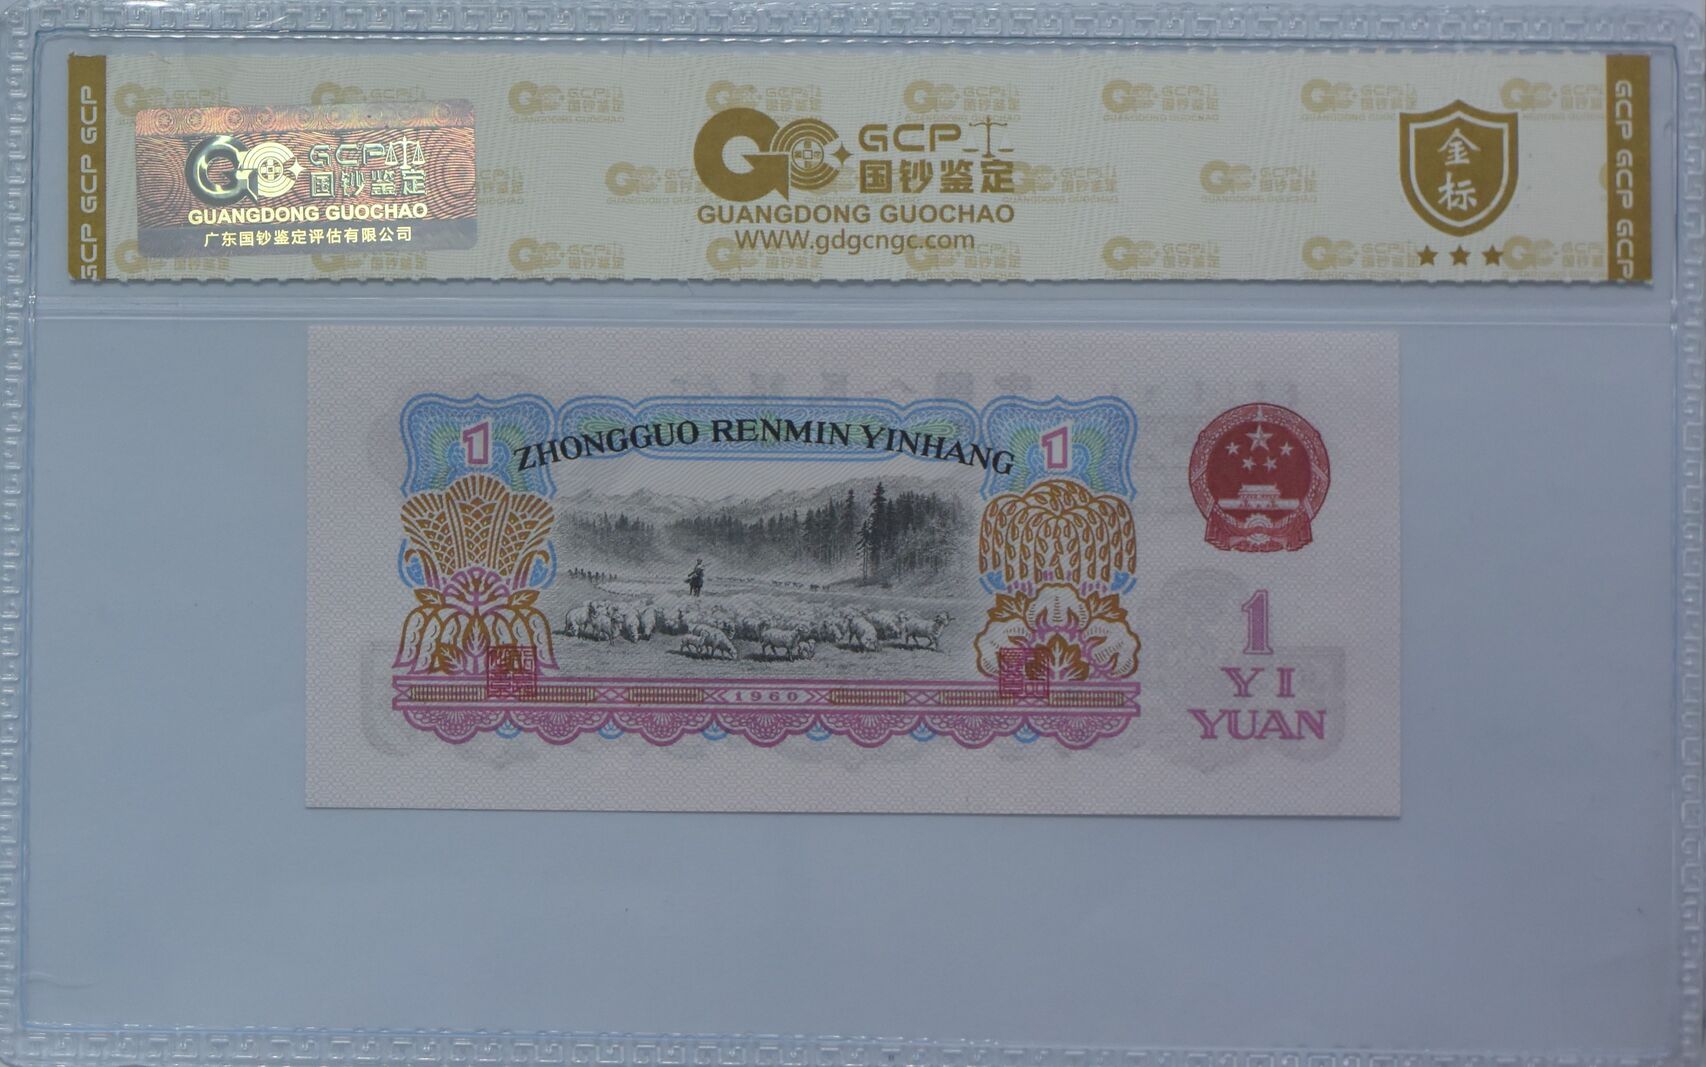 GCP GCP GCP GCP
GCP
国钞鉴定
GUANGDONG GUOCHAO
广东国钞鉴定评估有限公司
GCP
国钞鉴定
GUANGDONG GUOCHAO
WWW.gdgcngc.com
金
标
GCP GCP GCP GCP
1
ZHONGGUO RENMIN YINHANG
1
1960
1
YI
YUAN